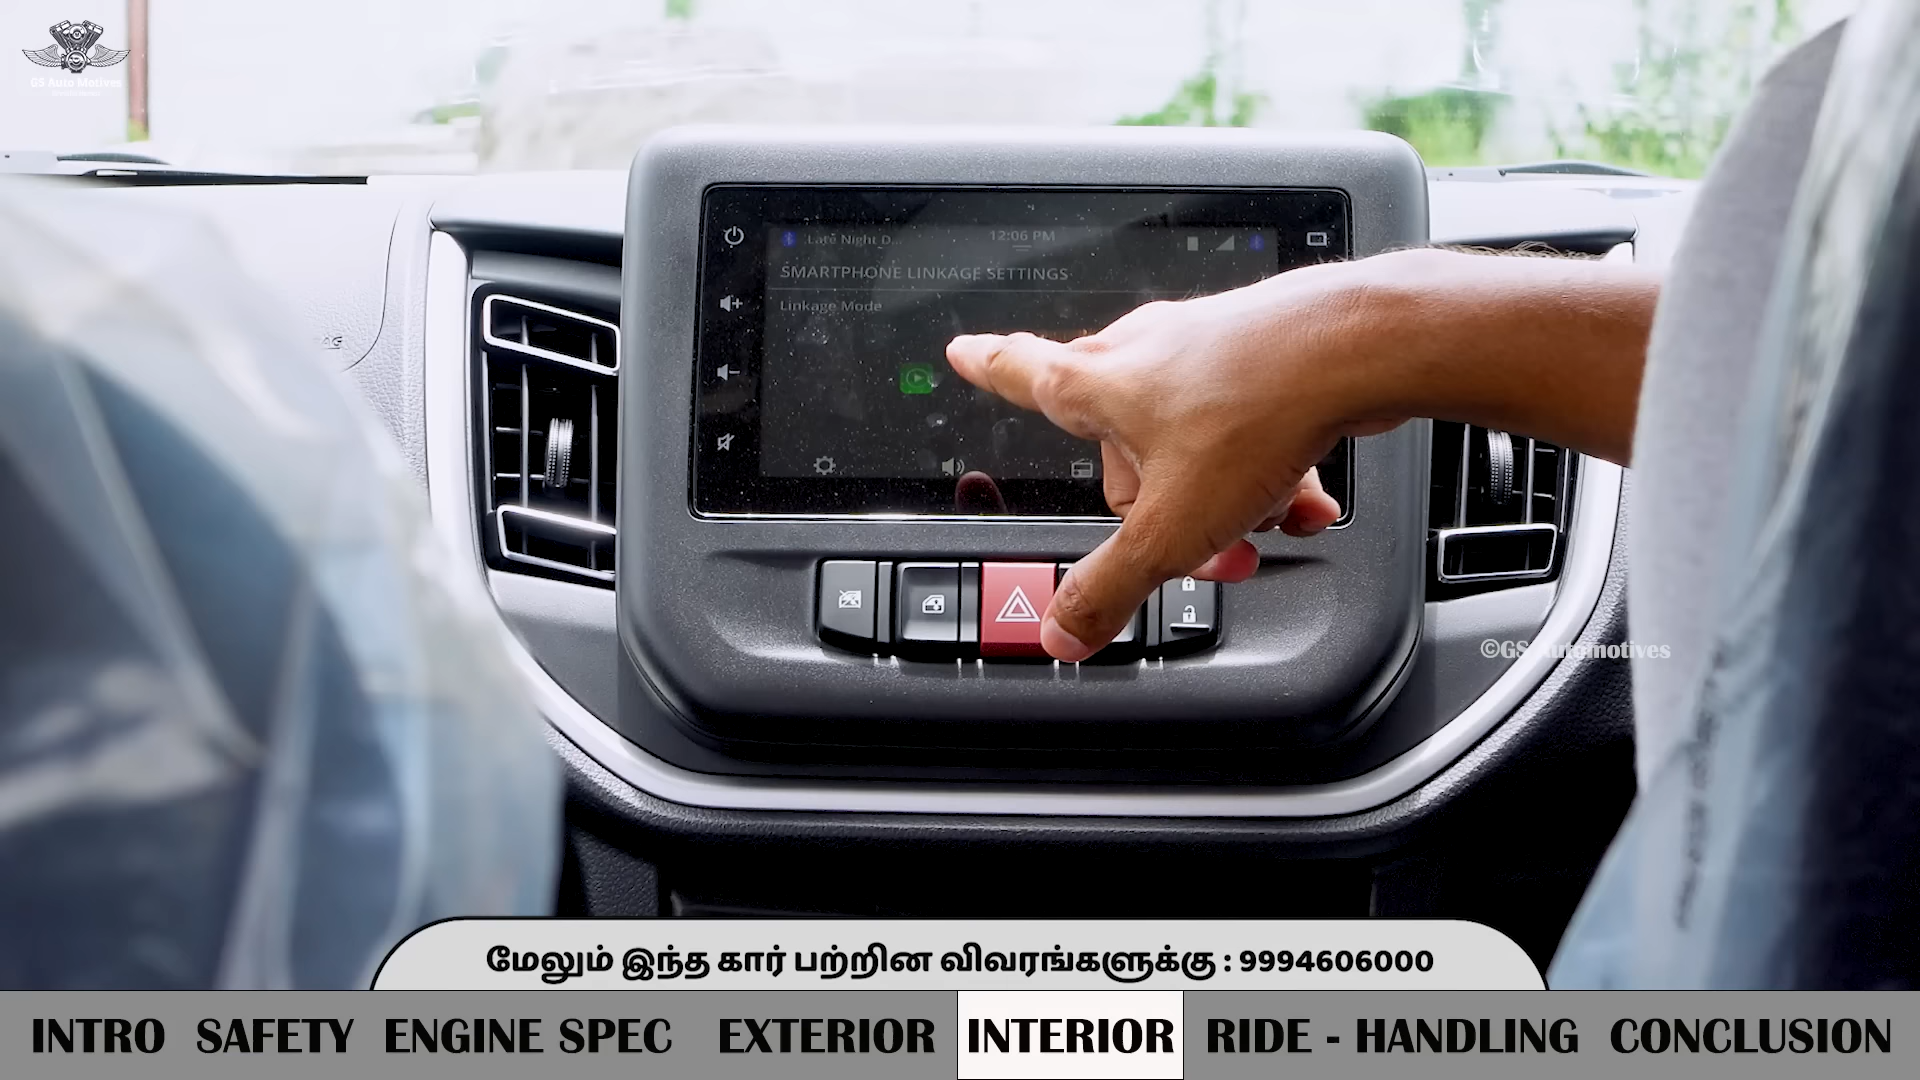 GS Auto Motives
Late Night D...
12:06 PM
SMARTPHONE LINKAGE SETTINGS
Linkage Mode
©GS Automotives
மேலும் இந்த கார் பற்றின விவரங்களுக்கு : 9994606000
INTRO SAFETY ENGINE SPEC EXTERIOR INTERIOR RIDE - HANDLING CONCLUSION